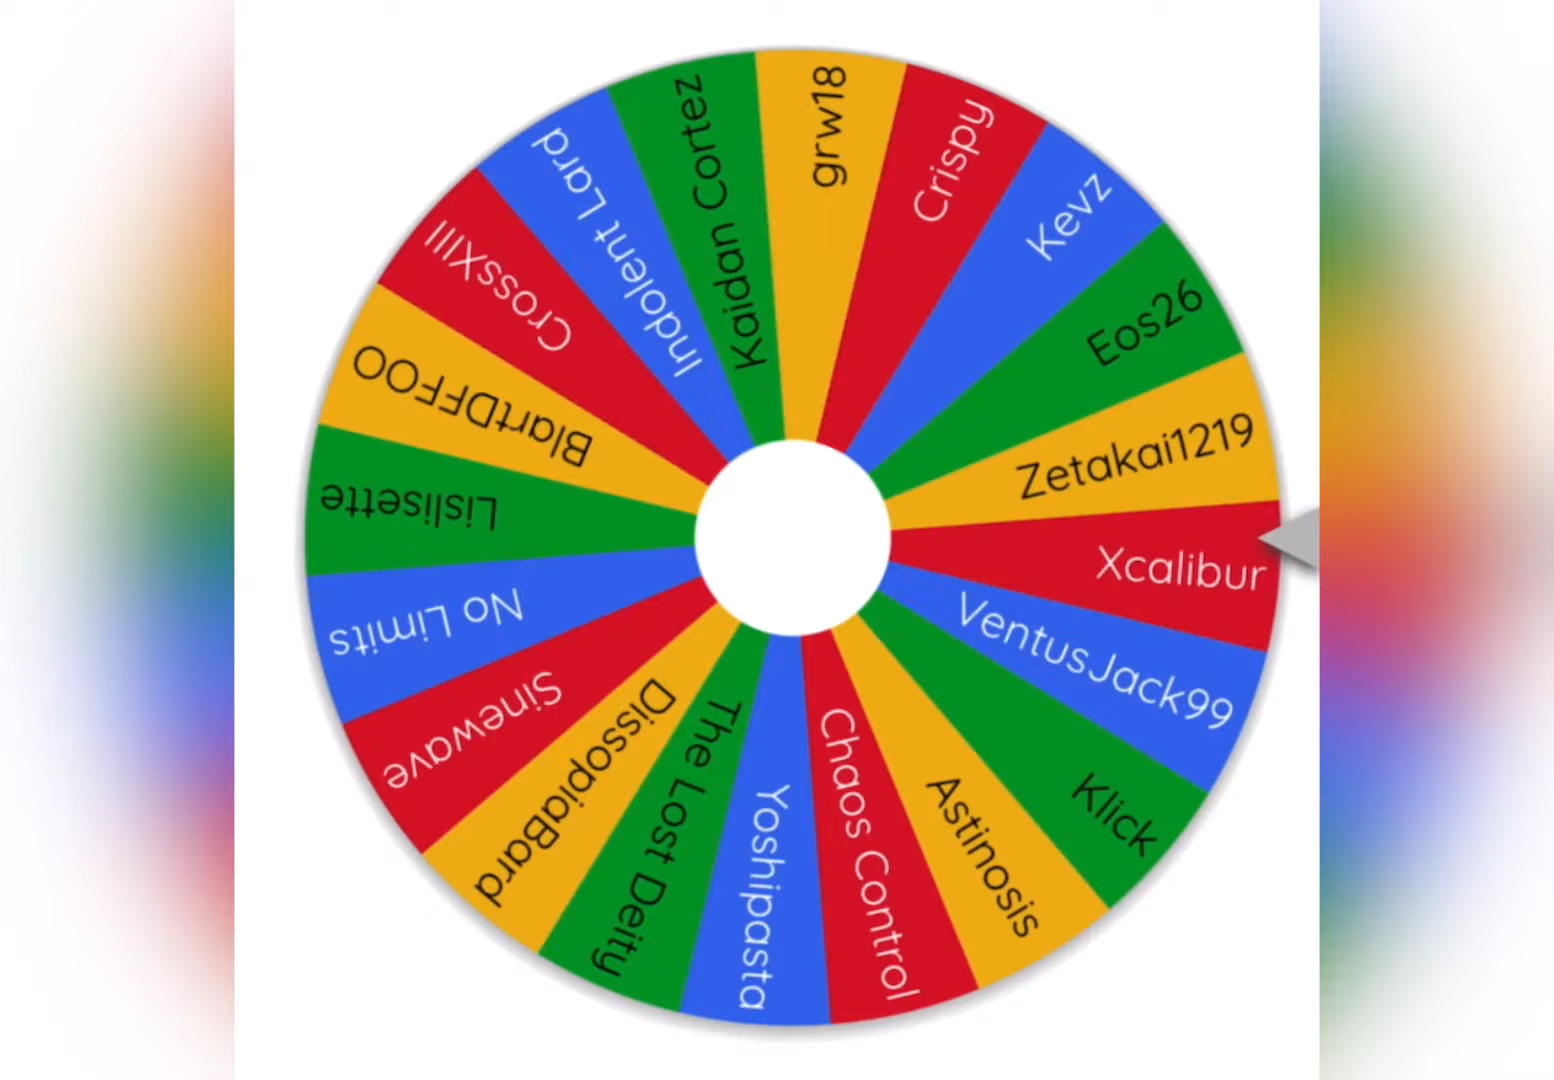 grw18
Crispy
Kevz
Eos26
Zetakai1219
Xcalibur
VentusJack99
Klick
Astinosis
Chaos Control
Yoshipasta
The Lost Deity
DissopiaBard
Sinewave
No Limits
Lislisette
BlartDFFOO
CrossXIII
Indolent Lard
Kaidan Cortez